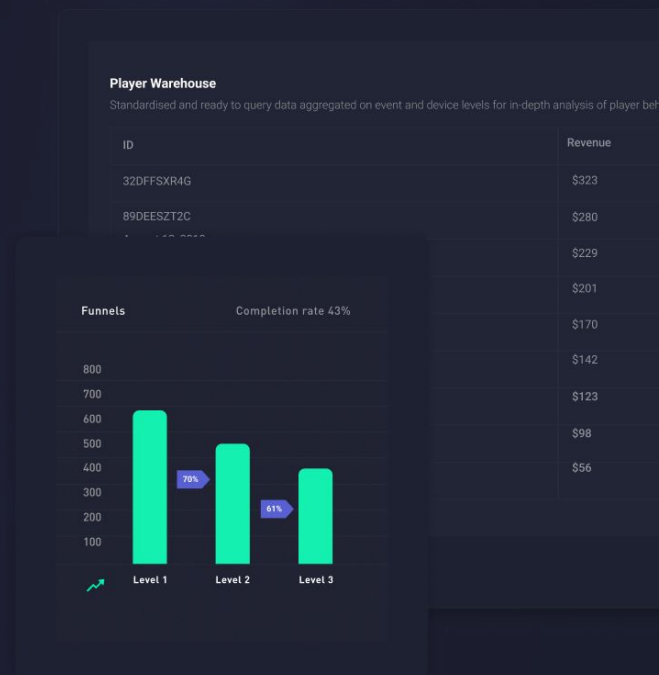 Player Warehouse
Standardised and ready to query data aggregated on event and device levels for in-depth analysis of player
ID Revenue
32DFFSXR4G $323
89DEESZT2C $280
$229
$201
$170
$142
$123
$98
$56
Funnels Completion rate 43%
800
700
600
500
400
300
200
100
70%
61%
Level 1 Level 2 Level 3